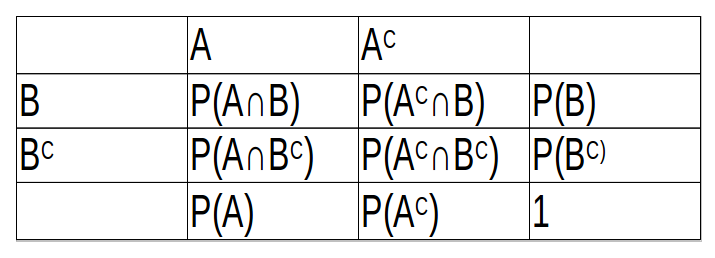 A Aᶜ
B P(A∩B) P(Aᶜ∩B) P(B)
Bᶜ P(A∩Bᶜ) P(Aᶜ∩Bᶜ) P(Bᶜ⁾
P(A) P(Aᶜ) 1